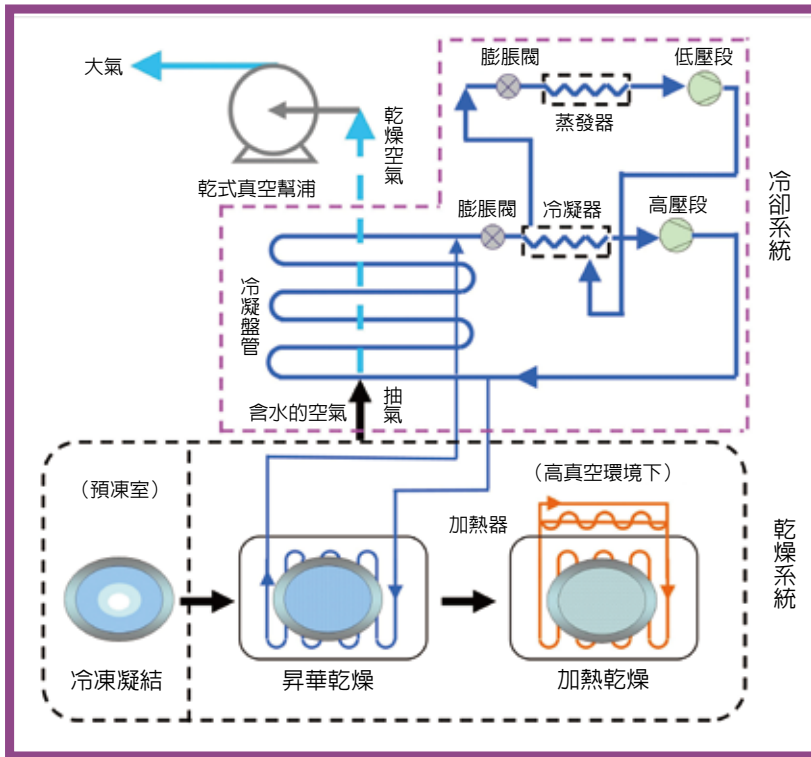 大氣
膨脹閥
低壓段
蒸發器
乾燥空氣
乾式真空幫浦
冷卻系統
膨脹閥
冷凝器
高壓段
冷凝盤管
含水的空氣
抽氣
（預凍室）
（高真空環境下）
加熱器
乾燥系統
冷凍凝結
昇華乾燥
加熱乾燥